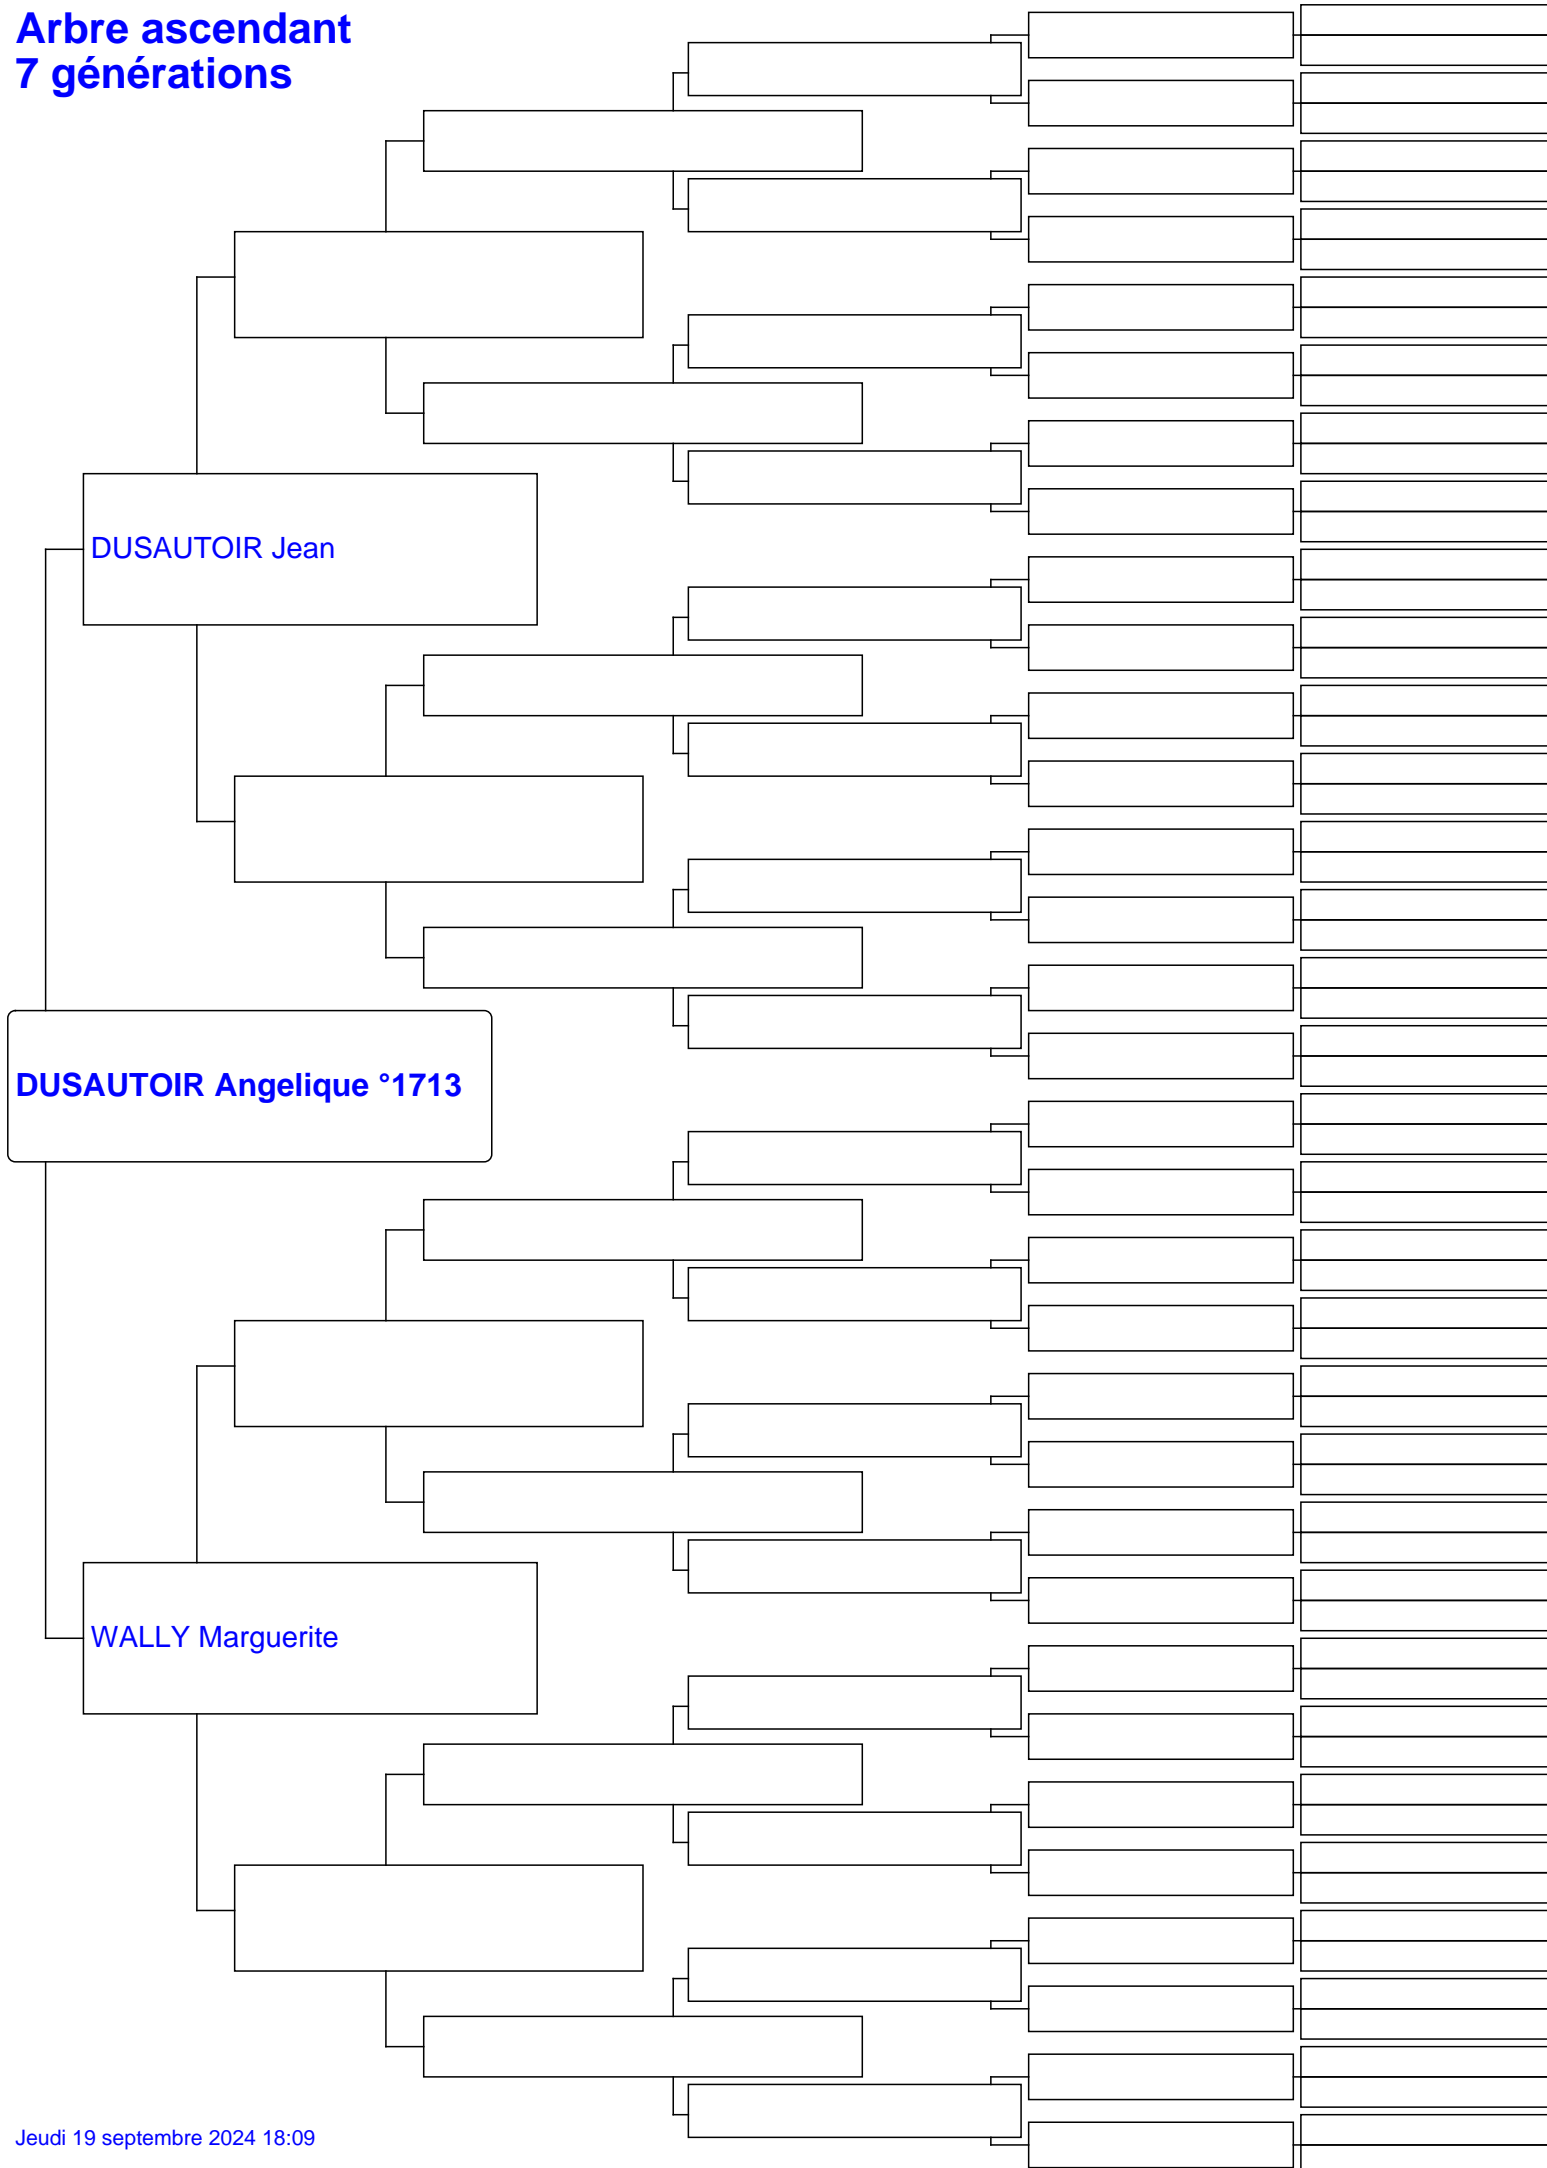 Arbre ascendant
7 générations
DUSAUTOIR Jean
DUSAUTOIR Angelique °1713
WALLY Marguerite
Jeudi 19 septembre 2024 18:09